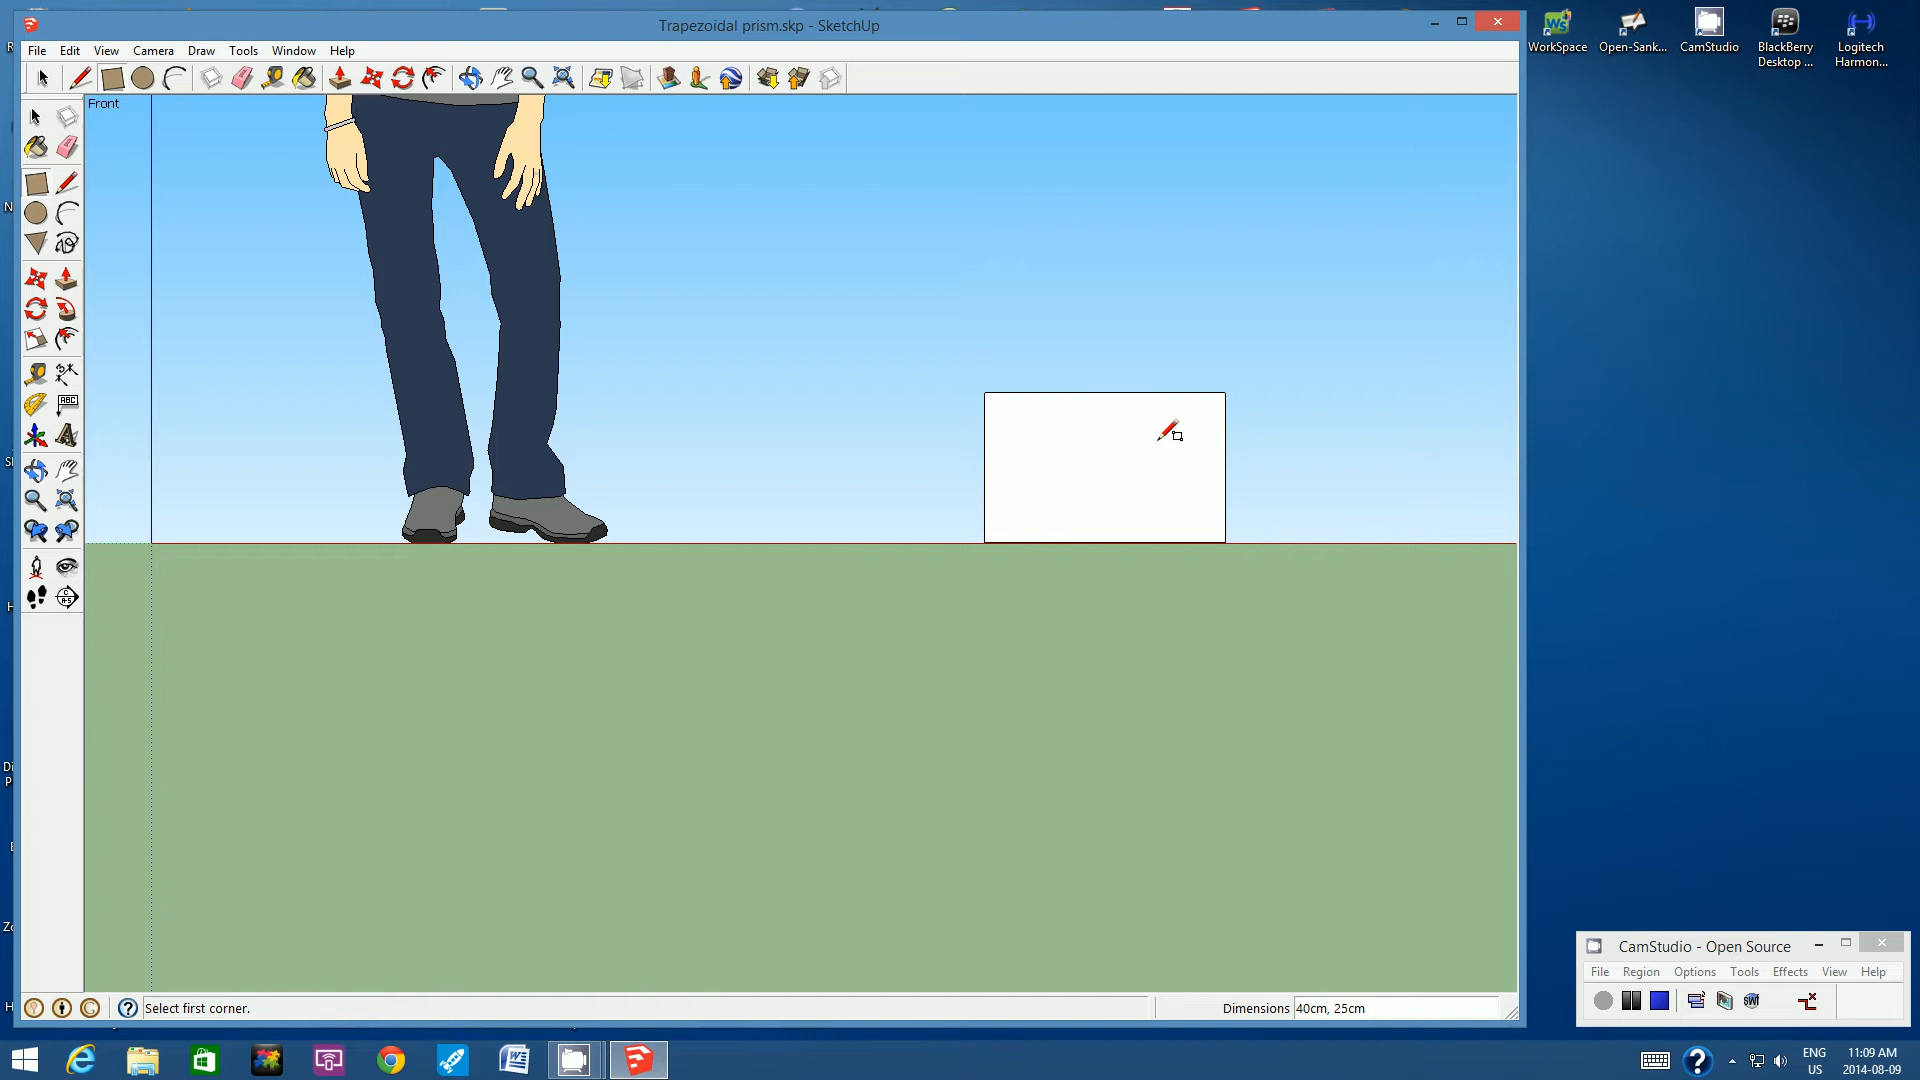 Trapezoidal prism.skp - SketchUp
File Edit View Camera Draw Tools Window Help
Front
ABC
Select first corner.
Dimensions 40cm, 25cm
WorkSpace
Open-Sank...
CamStudio
BlackBerry
Desktop ...
Logitech
Harmon...
CamStudio - Open Source
File Region Options Tools Effects View Help
ENG
US
11:09 AM
2014-08-09